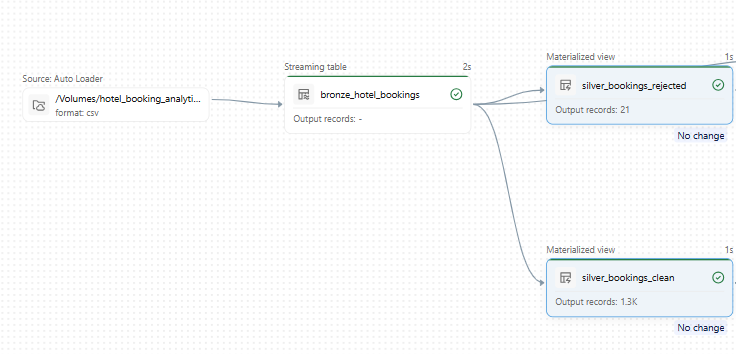 Source: Auto Loader
/Volumes/hotel_booking_analyti...
format: csv
Streaming table 2s
bronze_hotel_bookings
Output records: -
Materialized view 1s
silver_bookings_rejected
Output records: 21
No change
Materialized view 1s
silver_bookings_clean
Output records: 1.3K
No change